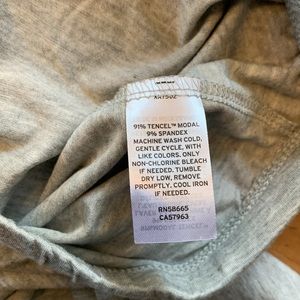 91% TENCEL™ MODAL
9% SPANDEX
MACHINE WASH COLD,
GENTLE CYCLE, WITH
LIKE COLORS. ONLY
NON-CHLORINE BLEACH
IF NEEDED. TUMBLE
DRY LOW, REMOVE
PROMPTLY. COOL IRON
IF NEEDED.
RN58665
CA57963